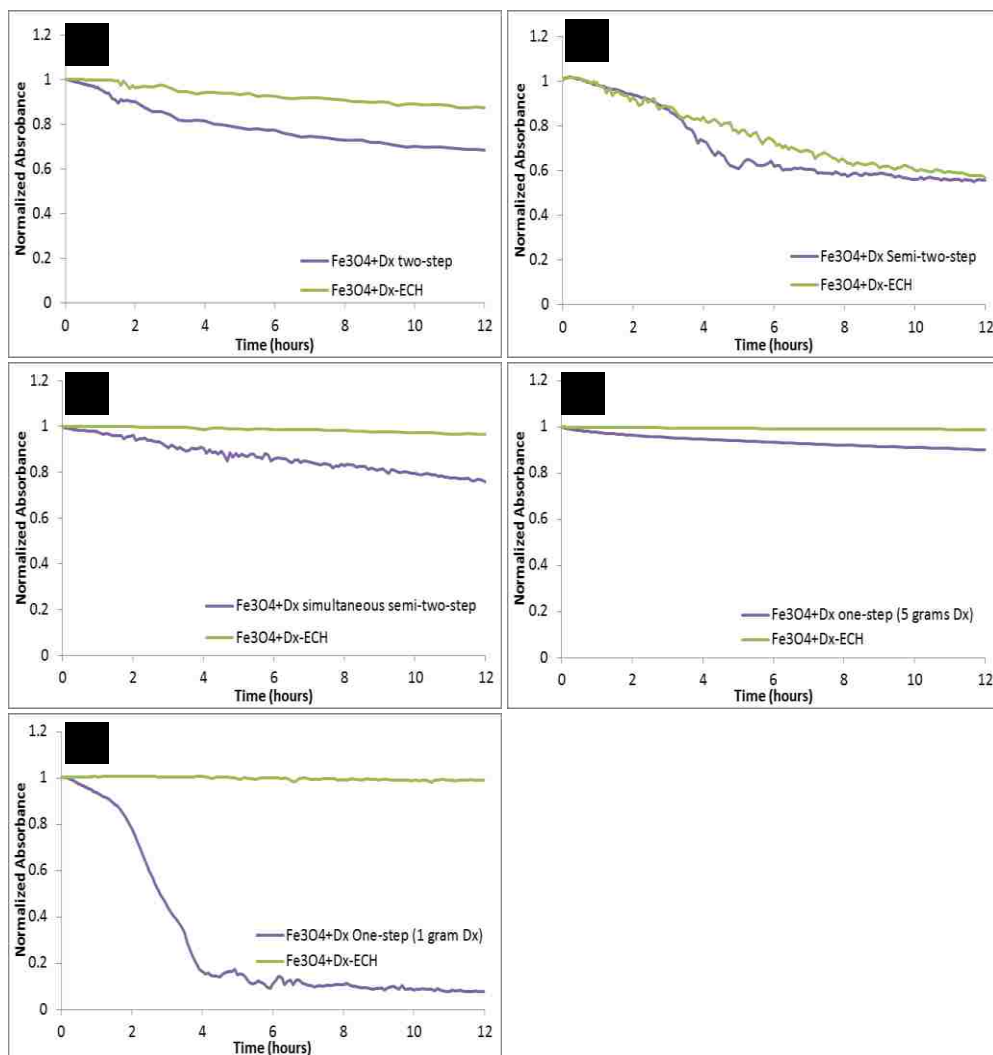 1.2
1
0.8
0.6
0.4
0.2
0
Normalized Absrobance
Fe3O4+Dx two-step
Fe3O4+Dx-ECH
0 2 4 6 8 10 12
Time (hours)
1.2
1
0.8
0.6
0.4
0.2
0
Normalized Absorbance
Fe3O4+Dx Semi-two-step
Fe3O4+Dx-ECH
0 2 4 6 8 10 12
Time (hours)
1.2
1
0.8
0.6
0.4
0.2
0
Normalized Absorbance
Fe3O4+Dx simultaneous semi-two-step
Fe3O4+Dx-ECH
0 2 4 6 8 10 12
Time (hours)
1.2
1
0.8
0.6
0.4
0.2
0
Normalized Absorbance
Fe3O4+Dx one-step (5 grams Dx)
Fe3O4+Dx-ECH
0 2 4 6 8 10 12
Time (hours)
1.2
1
0.8
0.6
0.4
0.2
0
Normalized Absorbance
Fe3O4+Dx One-step (1 gram Dx)
Fe3O4+Dx-ECH
0 2 4 6 8 10 12
Time (hours)